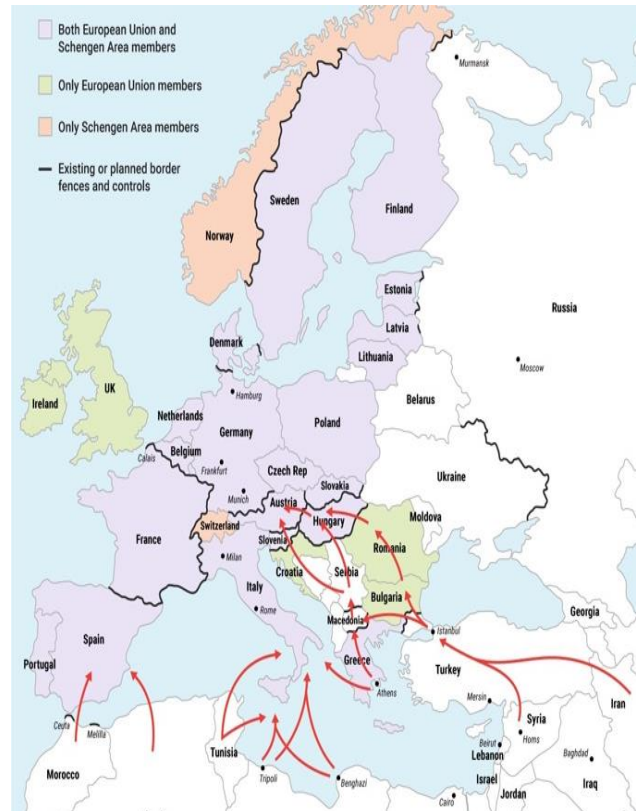 Both European Union and
Schengen Area members
Only European Union members
Only Schengen Area members
Existing or planned border
fences and controls
Murmansk
Sweden
Finland
Norway
Estonia
Russia
Latvia
Denmark
Lithuania
Moscow
Ireland
UK
Hamburg
Belarus
Netherlands
Germany
Poland
Calais
Belgium
Frankfurt
Czech Rep
Ukraine
Slovakia
Munich
Austria
France
Switzerland
Hungary
Moldova
Slovenia
Romania
Milan
Croatia
Serbia
Italy
Bulgaria
Georgia
Rome
Macedonia
Istanbul
Spain
Portugal
Greece
Turkey
Athens
Iran
Mersin
Syria
Ceuta
Melilla
Tunisia
Beirut
Homs
Lebanon
Baghdad
Tripoli
Morocco
Benghazi
Israel
Iraq
Cairo
Jordan